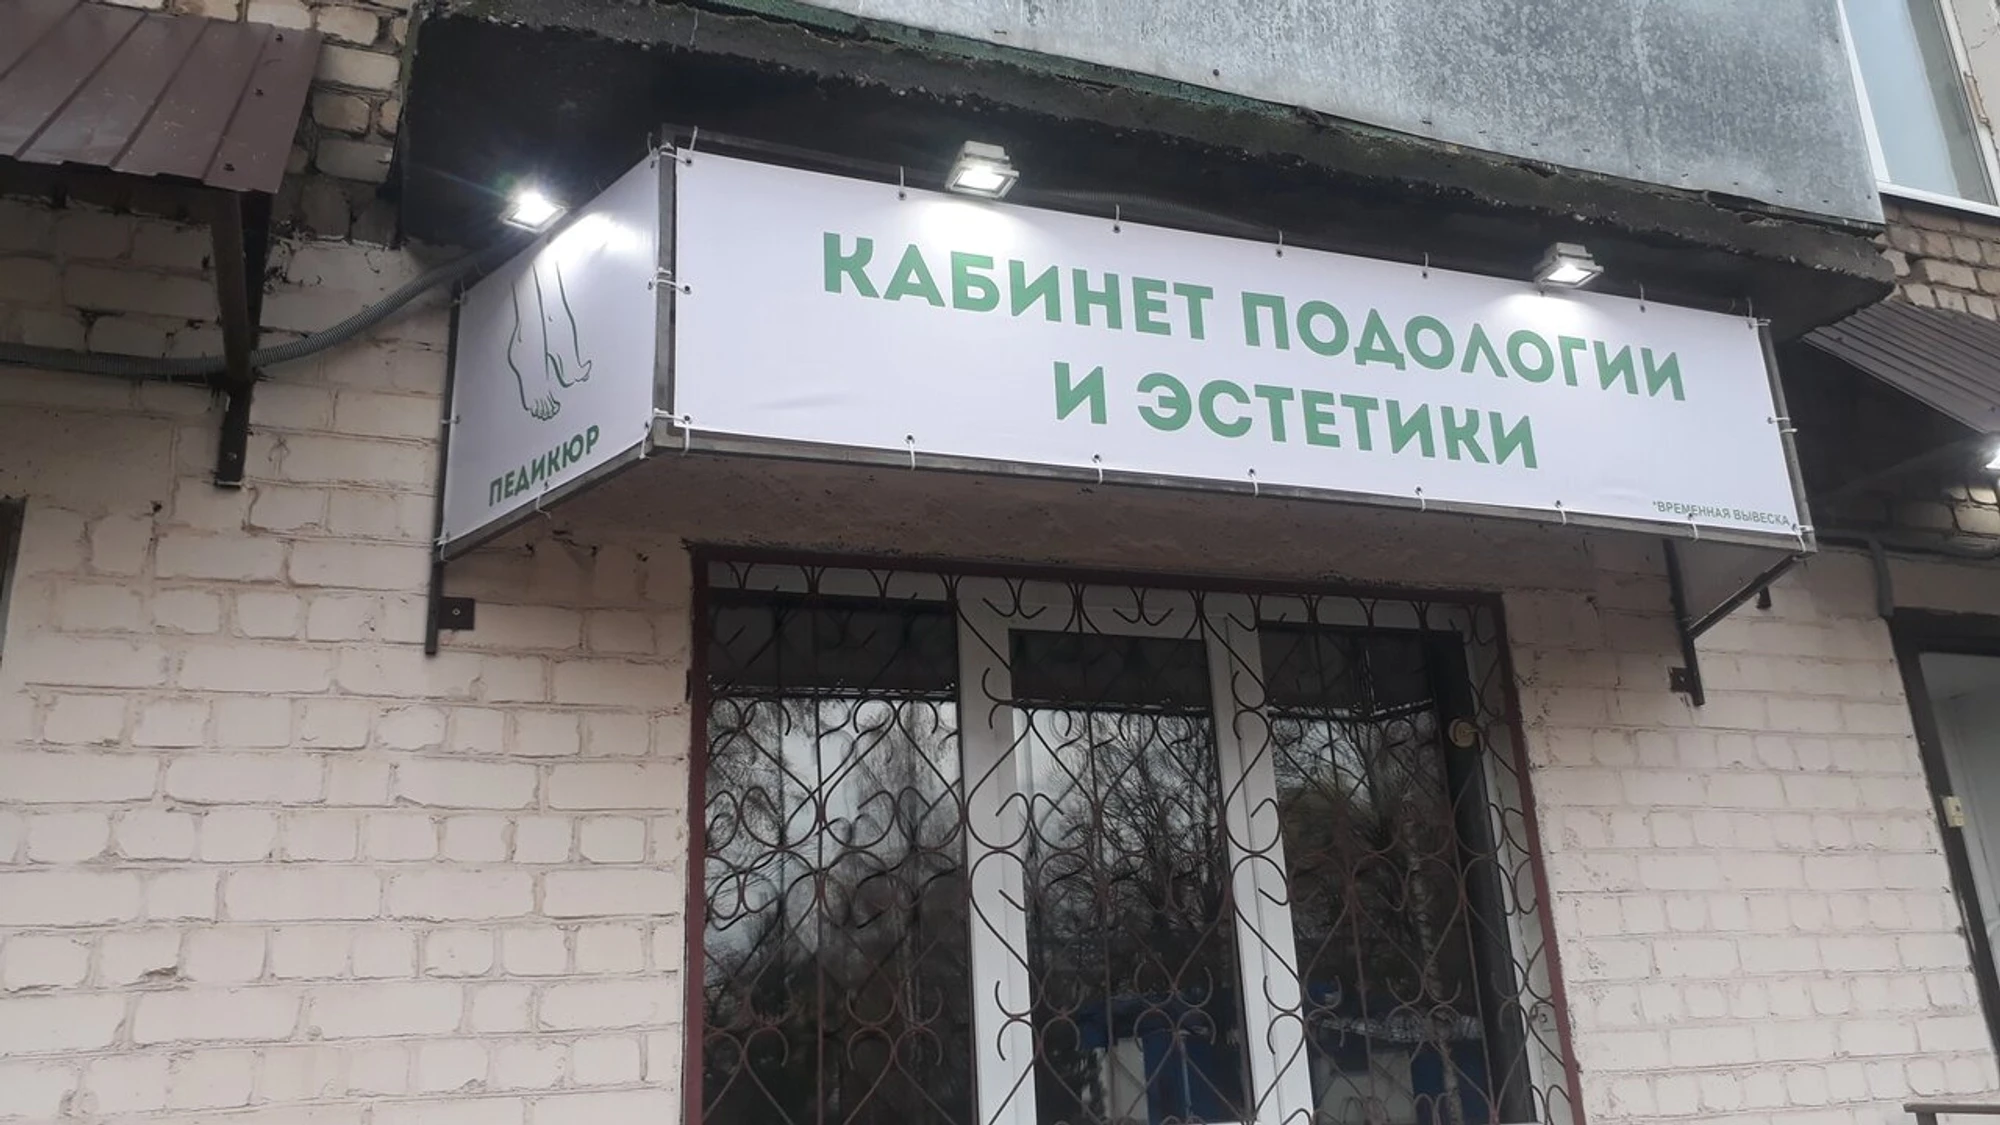 ПЕДИКЮР
КАБИНЕТ ПОДОЛОГИИ
И ЭСТЕТИКИ
*ВРЕМЕННАЯ ВЫВЕСКА